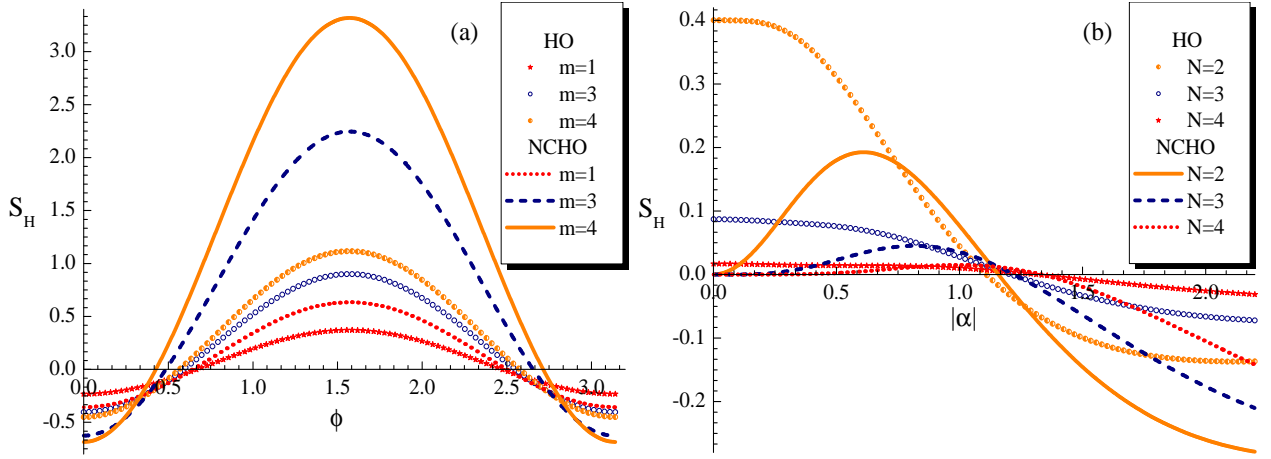 (a)
HO
m=1
m=3
m=4
NCHO
m=1
m=3
m=4
3.0
2.5
2.0
1.5
1.0
0.5
0.0
-0.5
S_H
0.0 0.5 1.0 1.5 2.0 2.5 3.0
ϕ
(b)
HO
N=2
N=3
N=4
NCHO
N=2
N=3
N=4
0.4
0.3
0.2
0.1
0.0
-0.1
-0.2
S_H
0.0 0.5 1.0 1.5 2.0
|α|